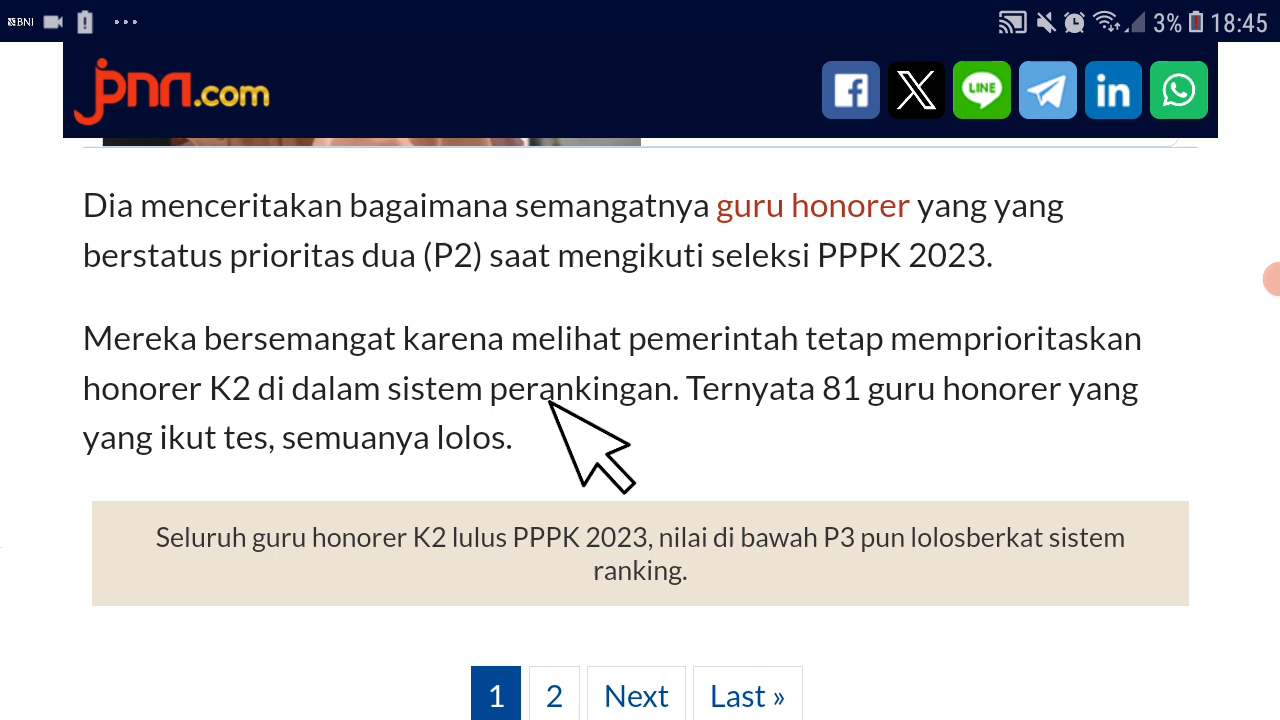 BNI
3% 18:45
jpnn.com
LINE
in
Dia menceritakan bagaimana semangatnya guru honorer yang yang
berstatus prioritas dua (P2) saat mengikuti seleksi PPPK 2023.
Mereka bersemangat karena melihat pemerintah tetap memprioritaskan
honorer K2 di dalam sistem perankingan. Ternyata 81 guru honorer yang
yang ikut tes, semuanya lolos.
Seluruh guru honorer K2 lulus PPPK 2023, nilai di bawah P3 pun lolosberkat sistem
ranking.
1 2 Next Last »